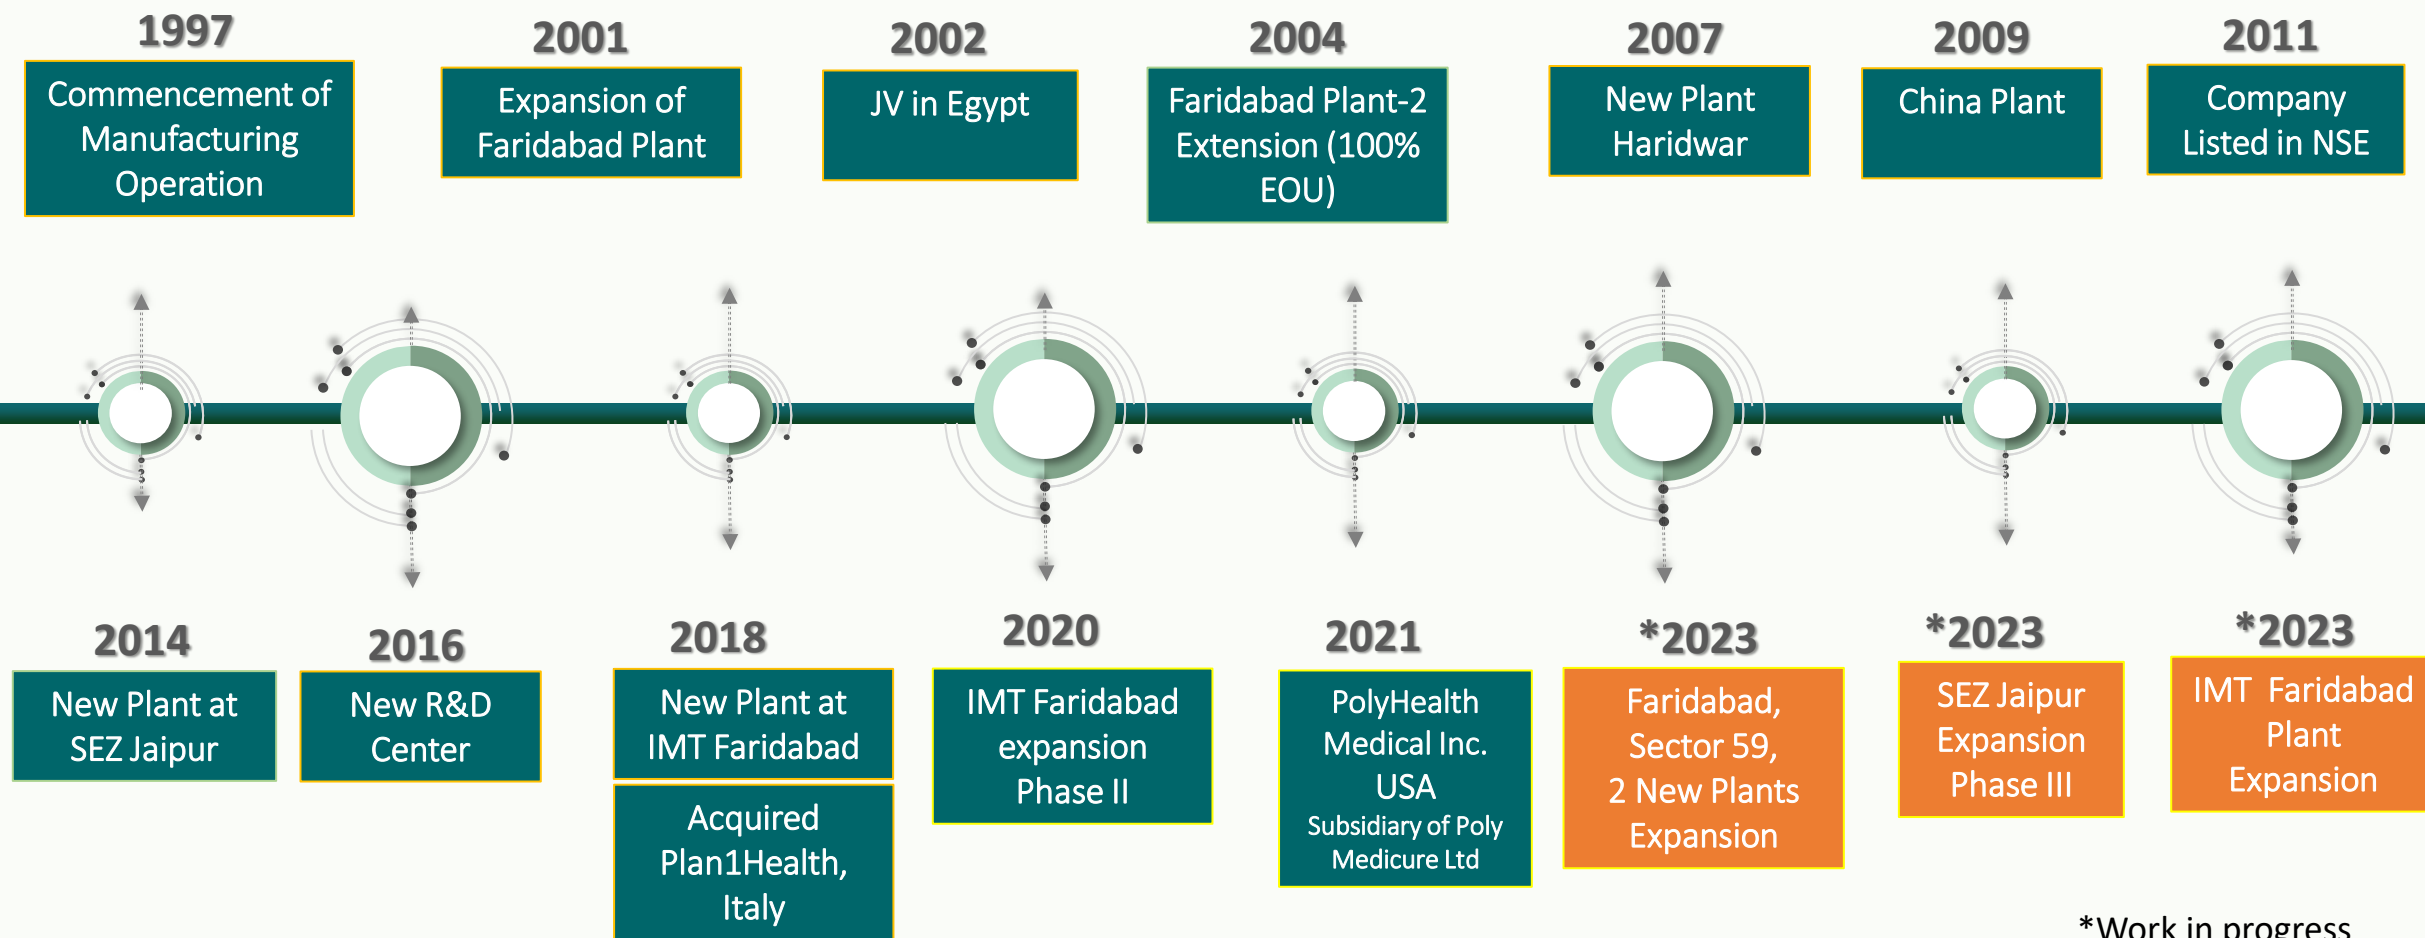 1997
Commencement of
Manufacturing
Operation
2001
Expansion of
Faridabad Plant
2002
JV in Egypt
2004
Faridabad Plant-2
Extension (100%
EOU)
2007
New Plant
Haridwar
2009
China Plant
2011
Company
Listed in NSE
2014
New Plant at
SEZ Jaipur
2016
New R&D
Center
2018
New Plant at
IMT Faridabad
Acquired
Plan1Health,
Italy
2020
IMT Faridabad
expansion
Phase II
2021
PolyHealth
Medical Inc.
USA
Subsidiary of Poly
Medicure Ltd
*2023
Faridabad,
Sector 59,
2 New Plants
Expansion
*2023
SEZ Jaipur
Expansion
Phase III
*2023
IMT Faridabad
Plant
Expansion
*Work in progress